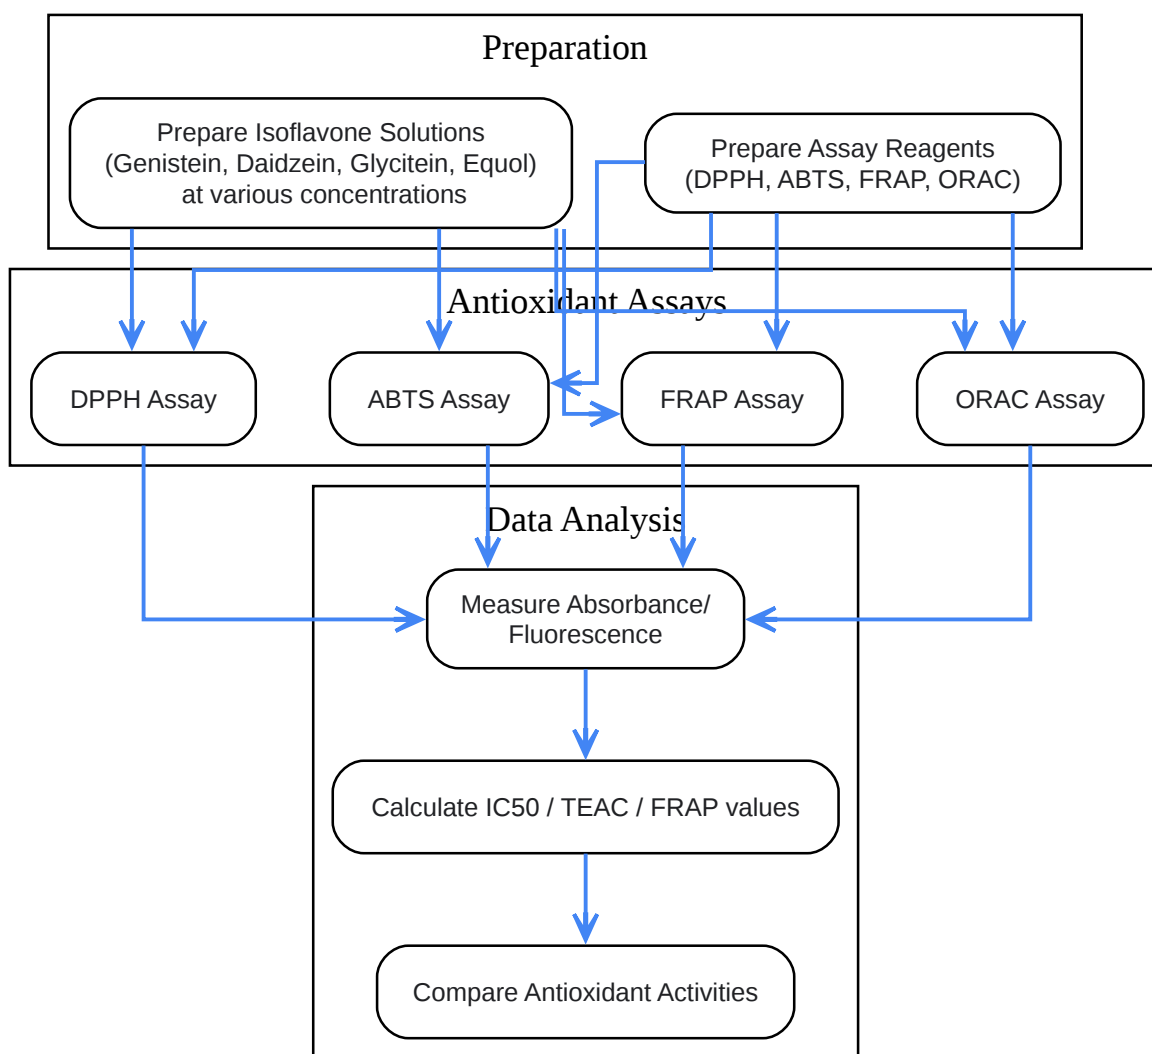 Preparation
Prepare Isoflavone Solutions
(Genistein, Daidzein, Glycitein, Equol)
at various concentrations
Prepare Assay Reagents
(DPPH, ABTS, FRAP, ORAC)
Antioxidant Assays
DPPH Assay
ABTS Assay
FRAP Assay
ORAC Assay
Data Analysis
Measure Absorbance/
Fluorescence
Calculate IC50 / TEAC / FRAP values
Compare Antioxidant Activities